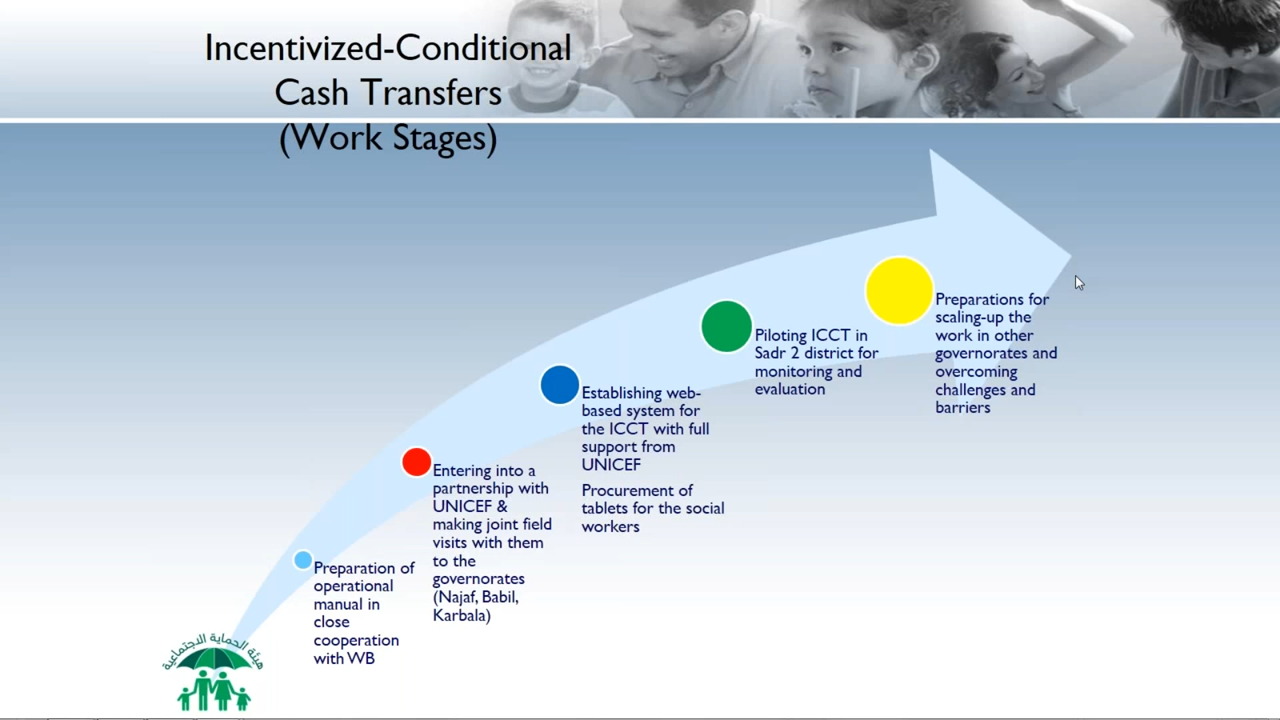 Incentivized-Conditional
Cash Transfers
(Work Stages)
Preparation of
operational
manual in
close
cooperation
with WB
Entering into a
partnership with
UNICEF &
making joint field
visits with them
to the
governorates
(Najaf, Babil,
Karbala)
Establishing web-
based system for
the ICCT with full
support from
UNICEF
Procurement of
tablets for the social
workers
Piloting ICCT in
Sadr 2 district for
monitoring and
evaluation
Preparations for
scaling-up the
work in other
governorates and
overcoming
challenges and
barriers
هيئة الحماية الاجتماعية